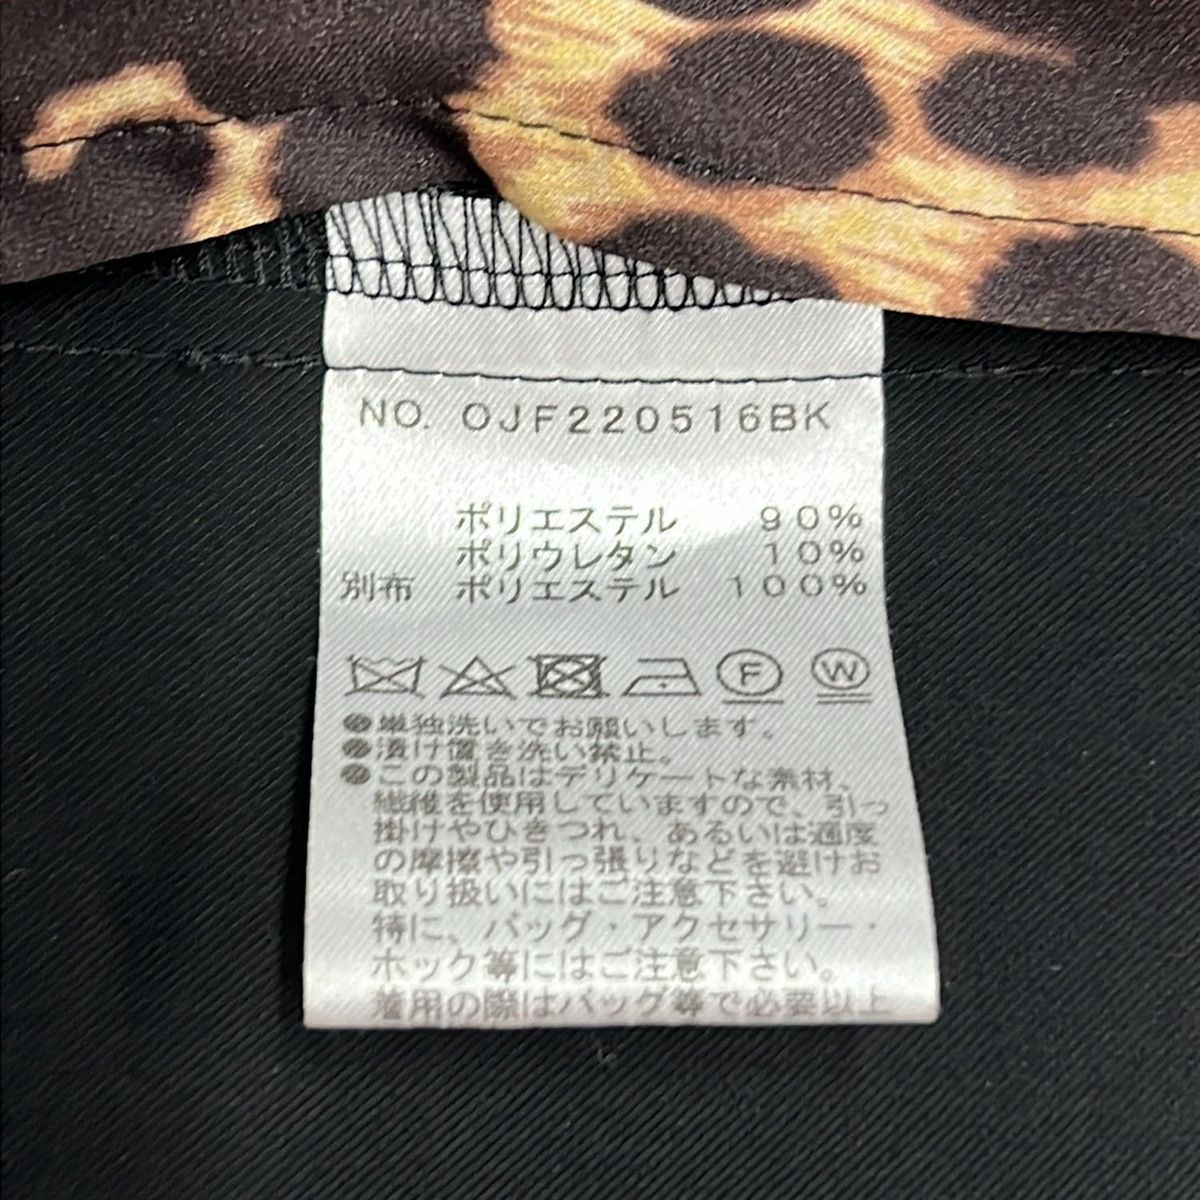 NO. OJF220516BK
ポリエステル 90%
ポリウレタン 10%
別布 ポリエステル 100%
F W
●単独洗いでお願いします。
●漬け置き洗い禁止。
●この製品はデリケートな素材、
繊維を使用していますので、引っ
掛けやひきつれ、あるいは過度
の摩擦や引っ張りなどを避けお
取り扱いにはご注意下さい。
特に、バッグ・アクセサリー・
ホック等にはご注意下さい。
着用の際はバッグ等で必要以上